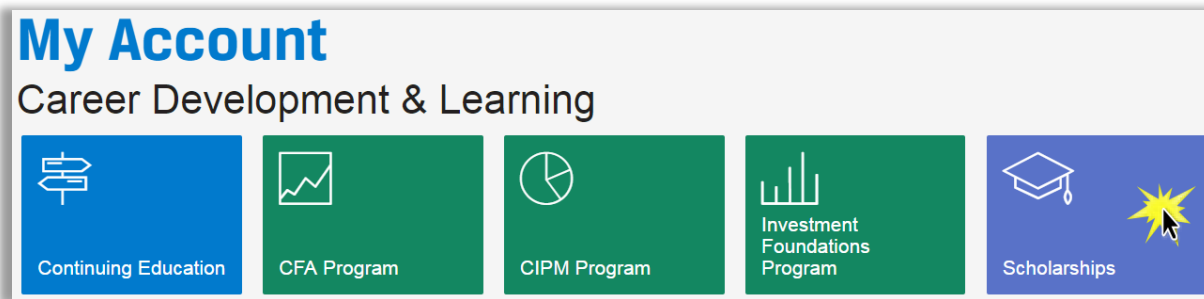 My Account
Career Development & Learning
Continuing Education
CFA Program
CIPM Program
Investment
Foundations
Program
Scholarships